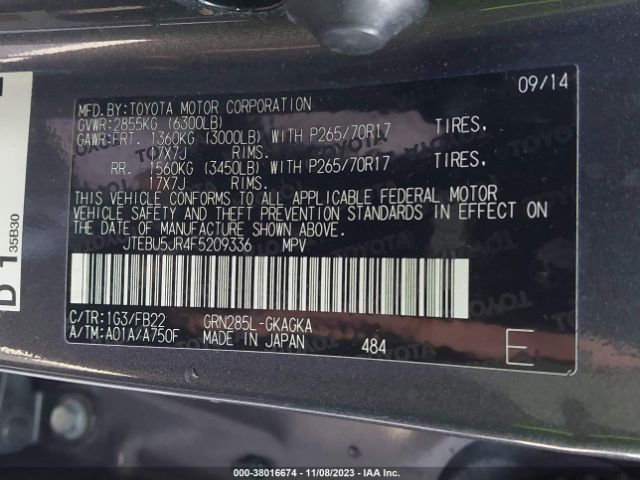 09/14
MFD.BY:TOYOTA MOTOR CORPORATION
GVWR:2855KG (6300LB)
GAWR:FRT. 1360KG (3000LB) WITH P265/70R17 TIRES,
17X7J RIMS.
RR. 1560KG (3450LB) WITH P265/70R17 TIRES,
17X7J RIMS.
THIS VEHICLE CONFORMS TO ALL APPLICABLE FEDERAL MOTOR
VEHICLE SAFETY AND THEFT PREVENTION STANDARDS IN EFFECT ON
THE DATE OF MANUFACTURE SHOWN ABOVE.
JTEBU5JR4F5209336 MPV
C/TR:1G3/FB22 GRN285L-GKAGKA
A/TM:A01A/A750F MADE IN JAPAN 484 E
D 1 35B30
000-38016674 - 11/08/2023 - IAA Inc.